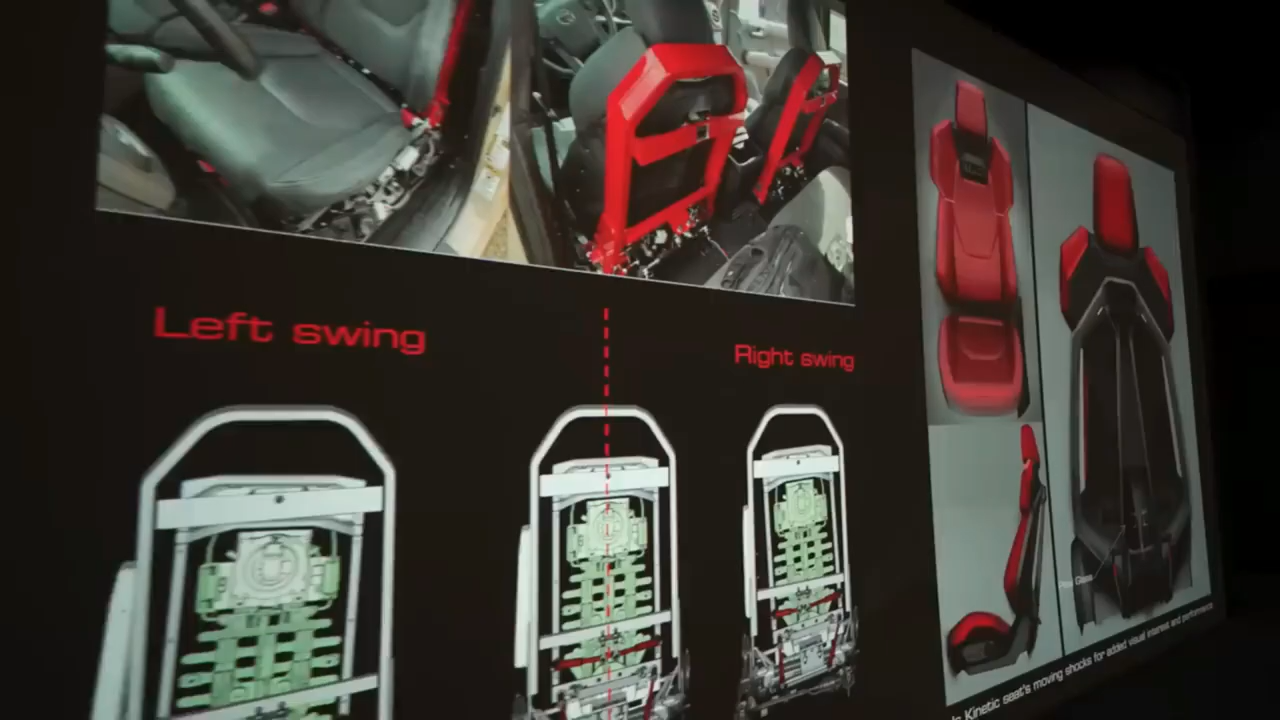 Left swing
Right swing
Kinetic seat's moving shocks for added visual interest and performance